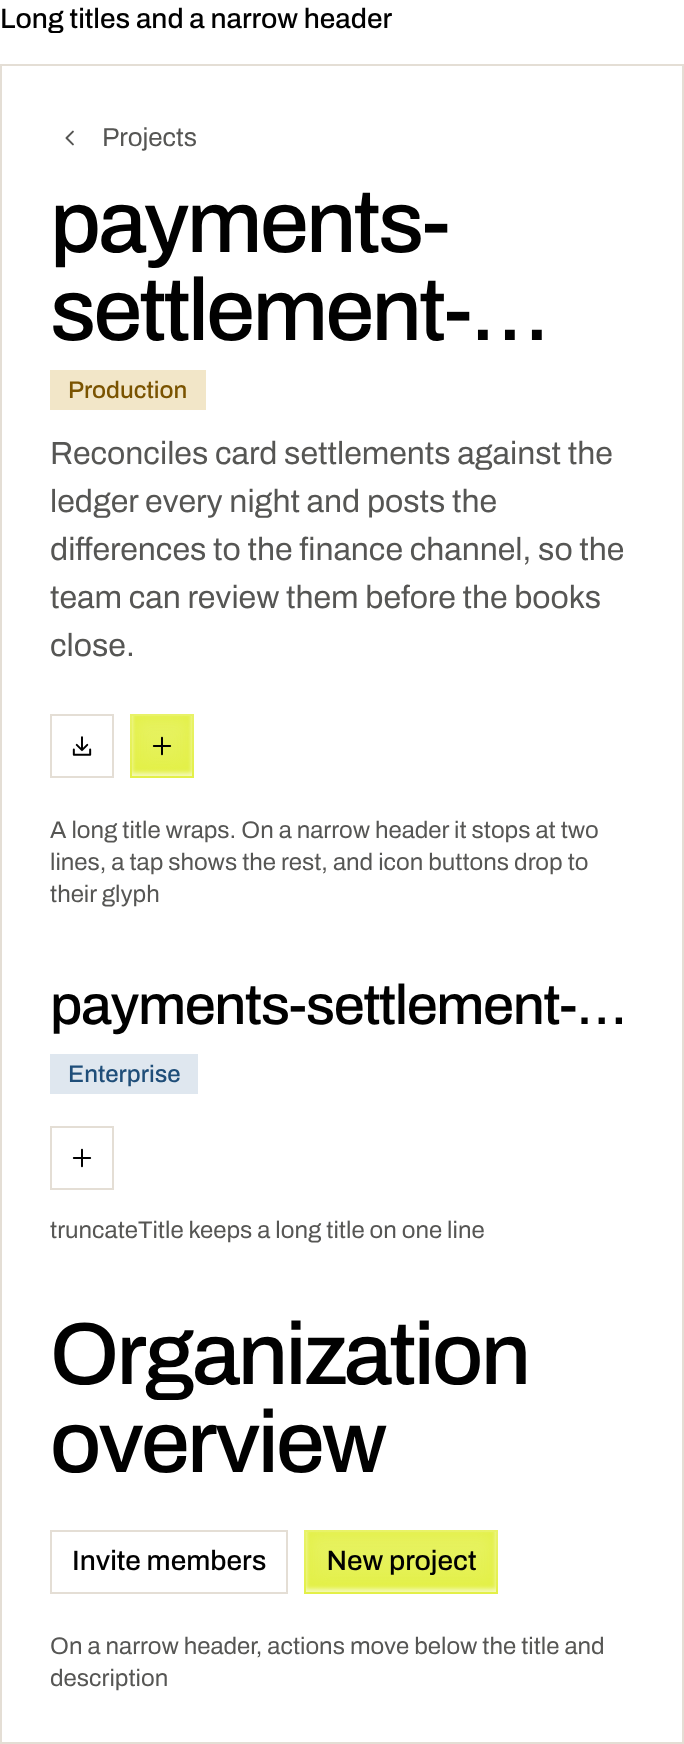 Long titles and a narrow header
Projects
payments-
settlement-…
Production
Reconciles card settlements against the
ledger every night and posts the
differences to the finance channel, so the
team can review them before the books
close.
A long title wraps. On a narrow header it stops at two
lines, a tap shows the rest, and icon buttons drop to
their glyph
payments-settlement-…
Enterprise
truncateTitle keeps a long title on one line
Organization
overview
Invite members
New project
On a narrow header, actions move below the title and
description